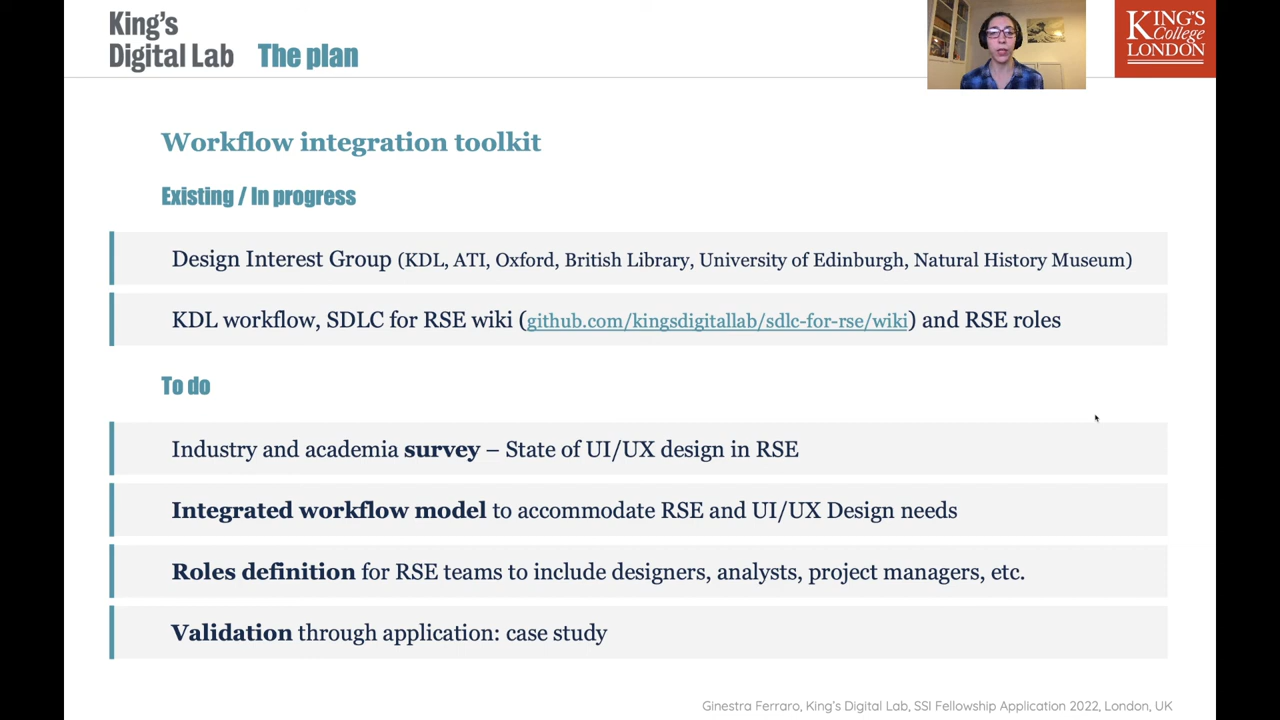 King's
Digital Lab
The plan
KING'S
College
LONDON
Workflow integration toolkit
Existing / In progress
Design Interest Group (KDL, ATI, Oxford, British Library, University of Edinburgh, Natural History Museum)
KDL workflow, SDLC for RSE wiki (github.com/kingsdigitallab/sdlc-for-rse/wiki) and RSE roles
To do
Industry and academia survey – State of UI/UX design in RSE
Integrated workflow model to accommodate RSE and UI/UX Design needs
Roles definition for RSE teams to include designers, analysts, project managers, etc.
Validation through application: case study
Ginestra Ferraro, King's Digital Lab, SSI Fellowship Application 2022, London, UK